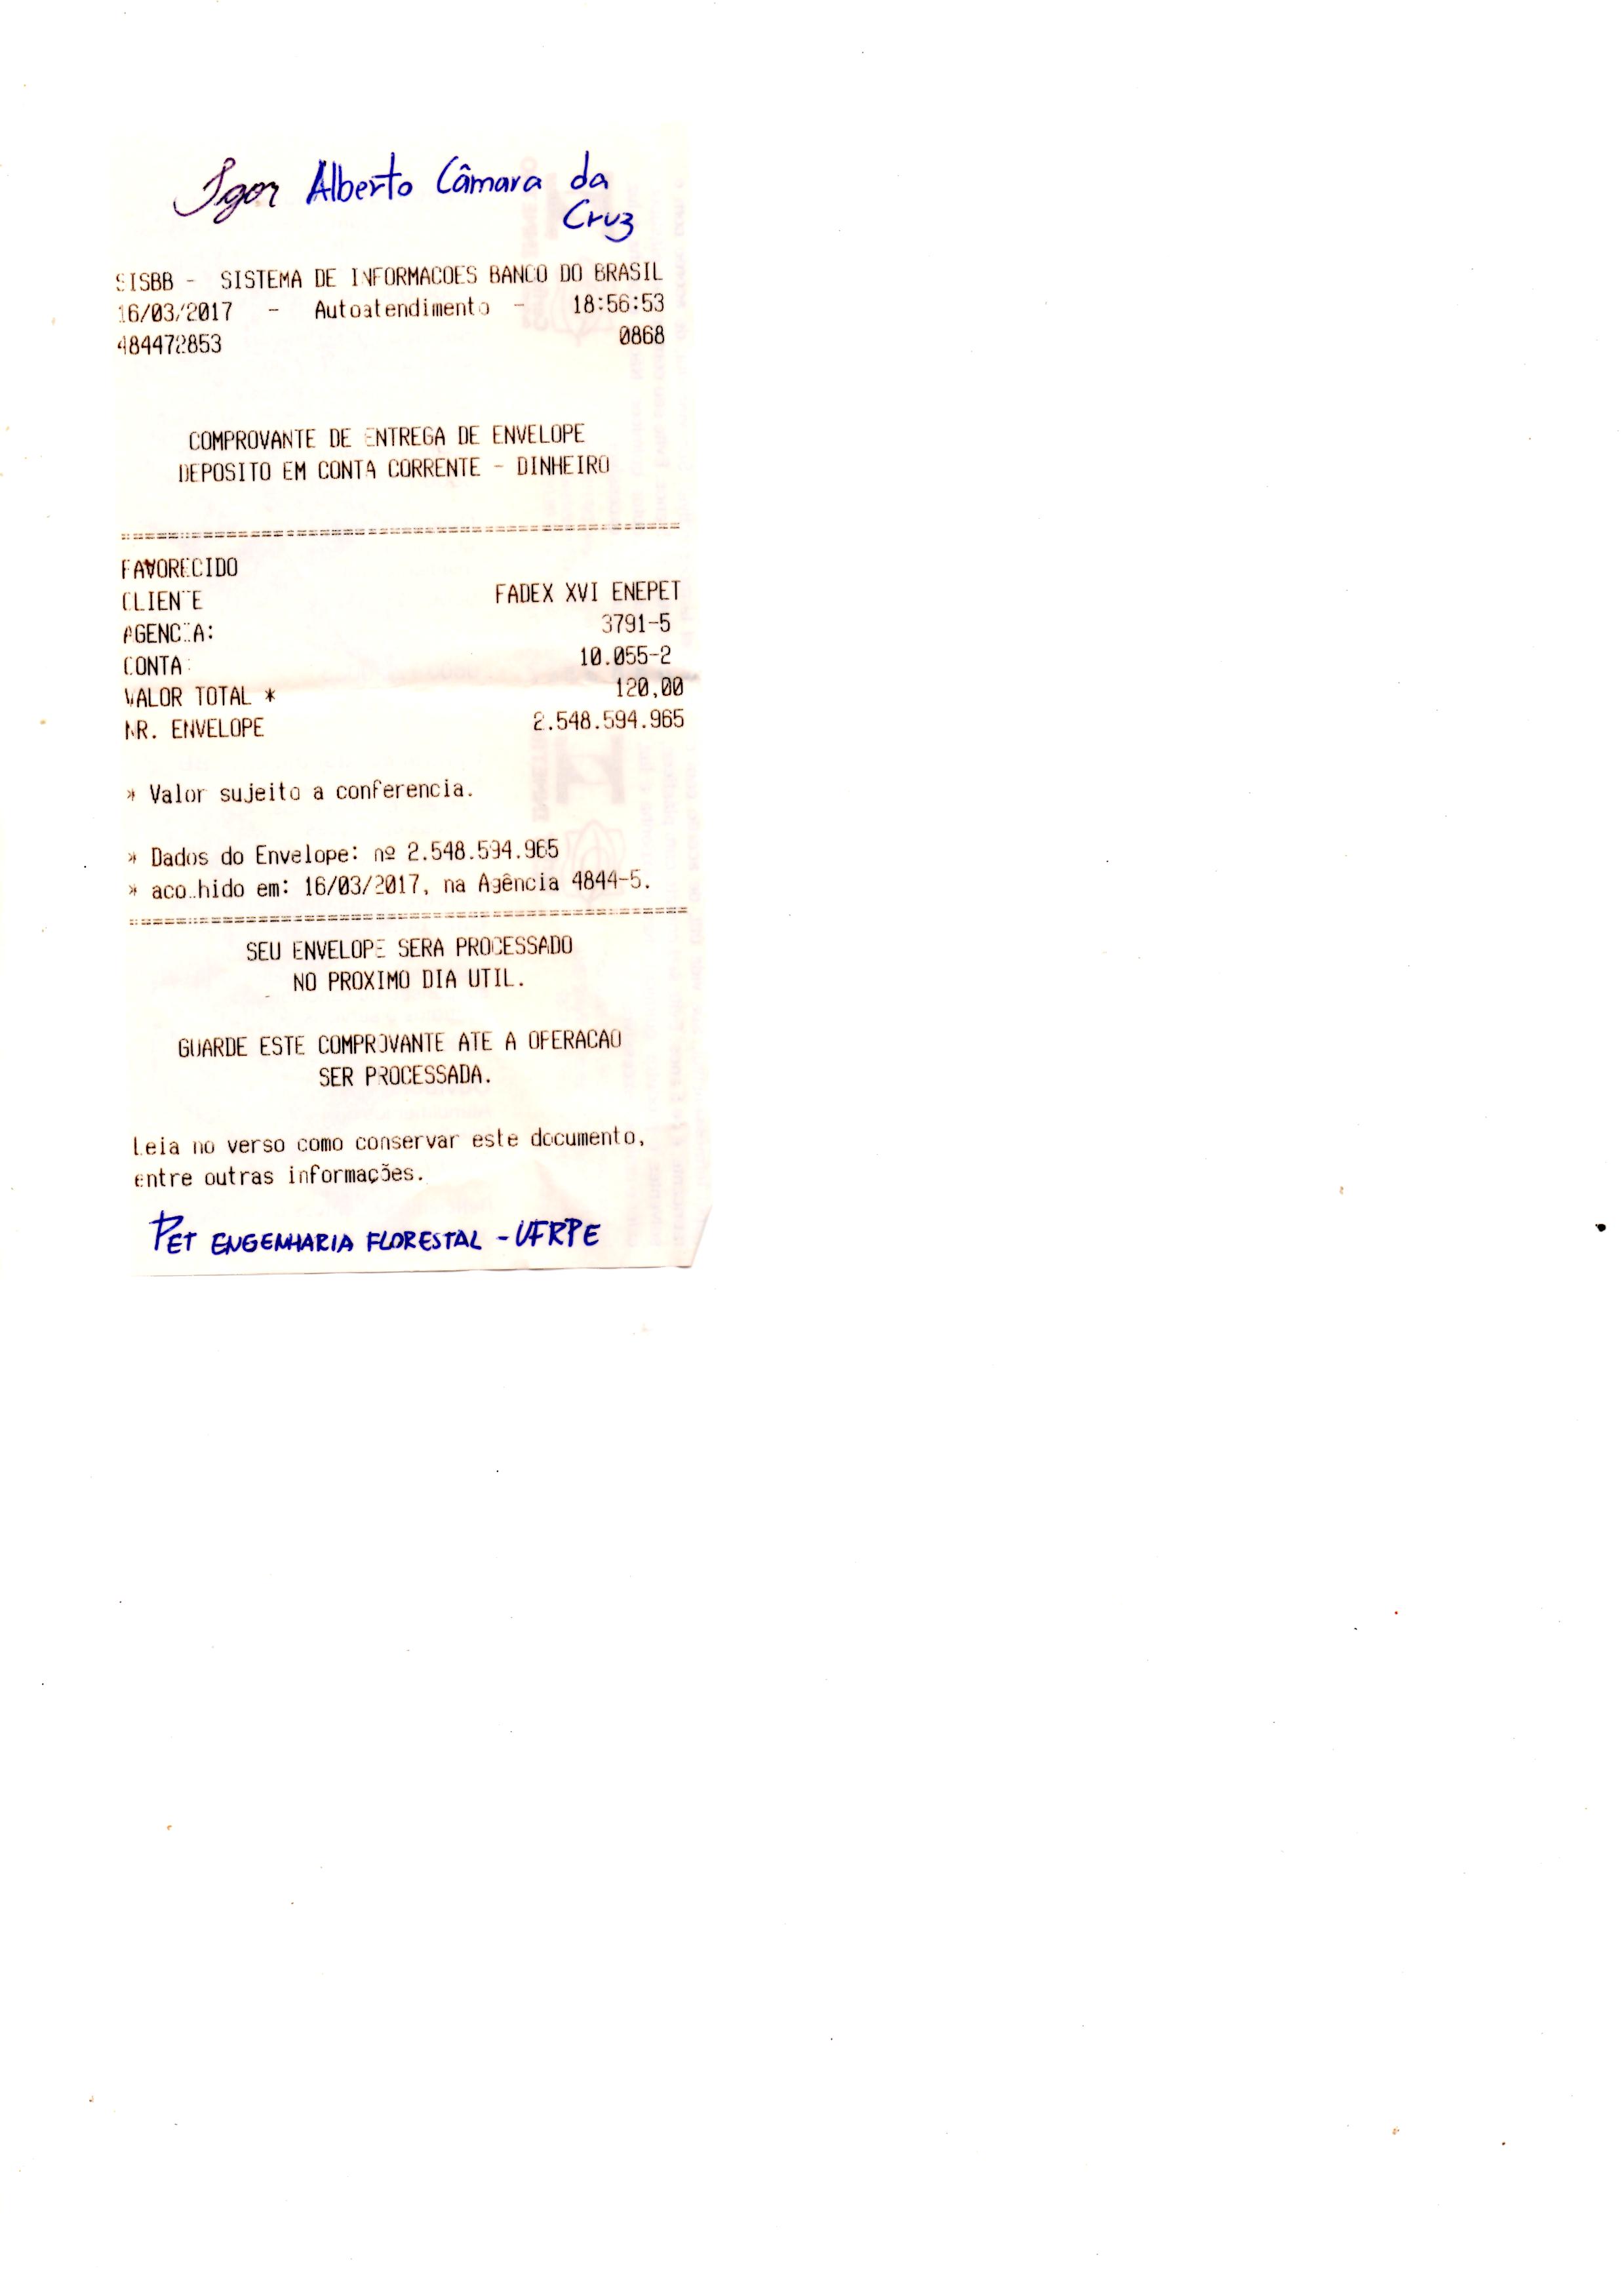 Igor Alberto Câmara da
Cruz
SISBB - SISTEMA DE INFORMACOES BANCO DO BRASIL
16/03/2017 - Autoatendimento - 18:56:53
484472853 0868
COMPROVANTE DE ENTREGA DE ENVELOPE
DEPOSITO EM CONTA CORRENTE - DINHEIRO
FAVORECIDO
CLIENTE FADEX XVI ENEPET
AGENCIA: 3791-5
CONTA: 10.055-2
VALOR TOTAL * 120,00
NR. ENVELOPE 2.548.594.965
* Valor sujeito a conferencia.
* Dados do Envelope: nº 2.548.594.965
* acolhido em: 16/03/2017, na Agência 4844-5.
SEU ENVELOPE SERA PROCESSADO
NO PROXIMO DIA UTIL.
GUARDE ESTE COMPROVANTE ATE A OPERACAO
SER PROCESSADA.
Leia no verso como conservar este documento,
entre outras informações.
PET ENGENHARIA FLORESTAL - UFRPE